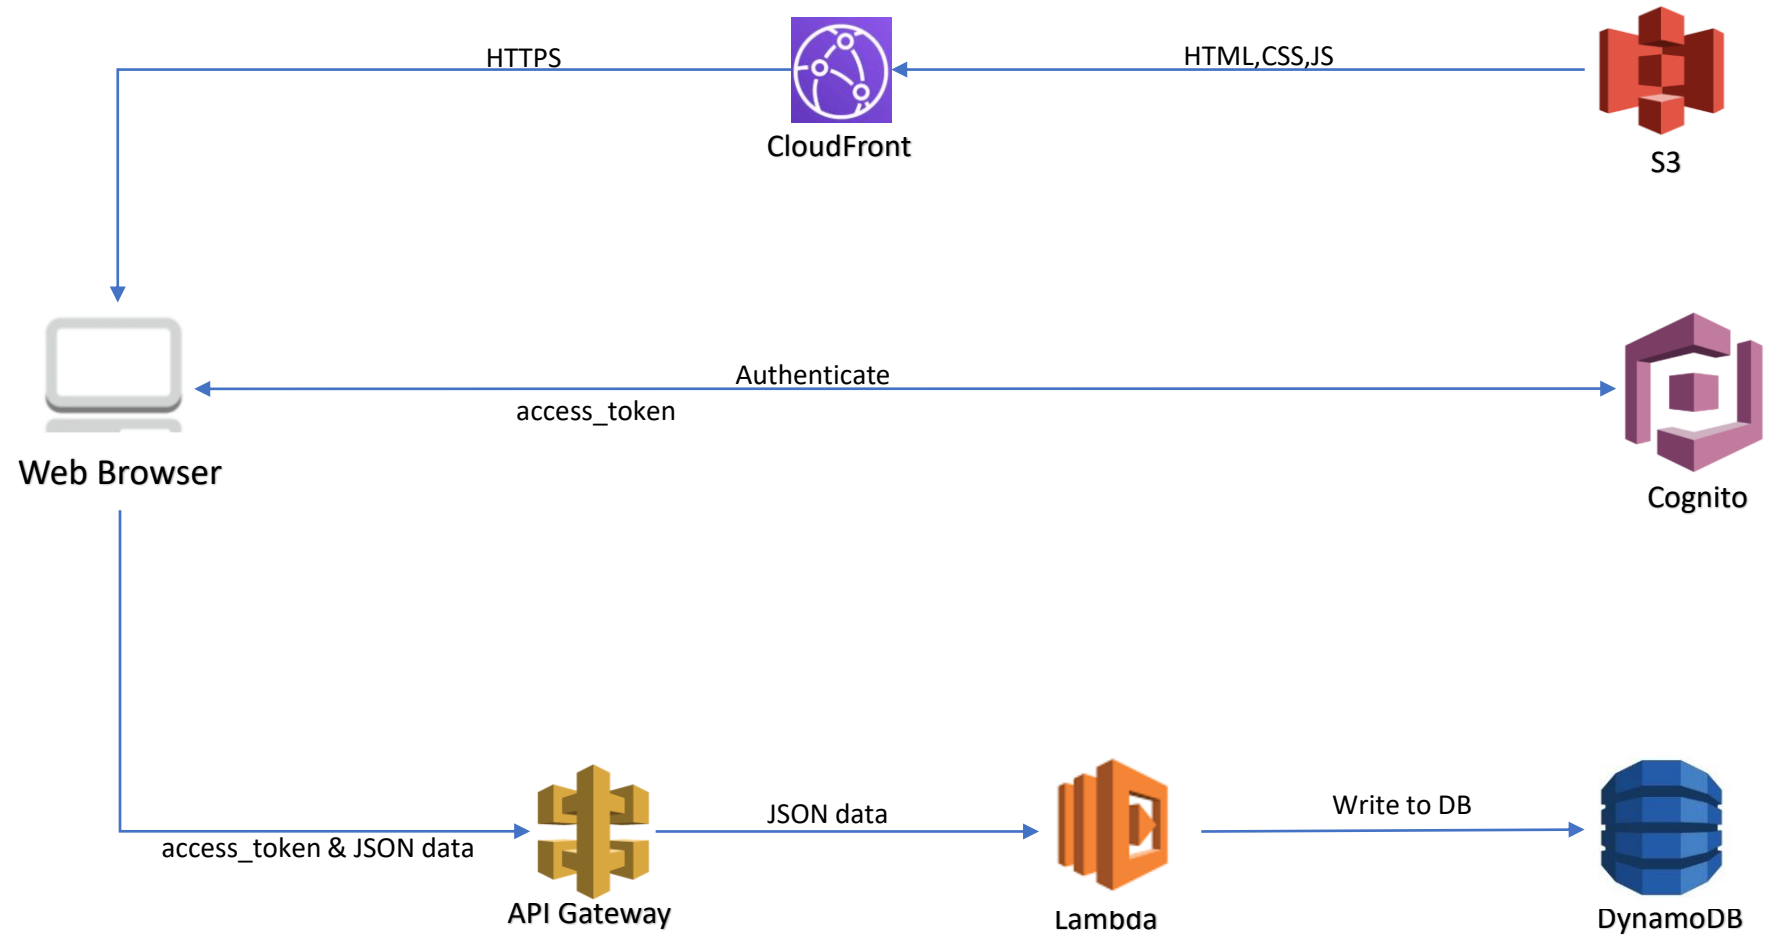 HTTPS
HTML,CSS,JS
CloudFront
S3
Authenticate
access_token
Web Browser
Cognito
JSON data
Write to DB
access_token & JSON data
API Gateway
Lambda
DynamoDB